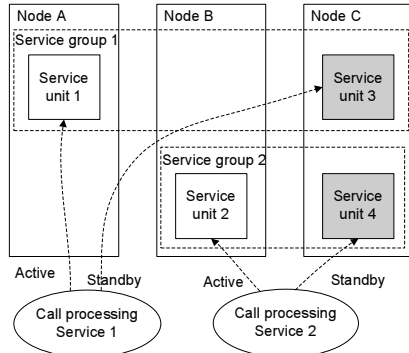 Node A
Node B
Node C
Service group 1
Service
unit 1
Service
unit 3
Service group 2
Service
unit 2
Service
unit 4
Active
Standby
Active
Standby
Call processing
Service 1
Call processing
Service 2